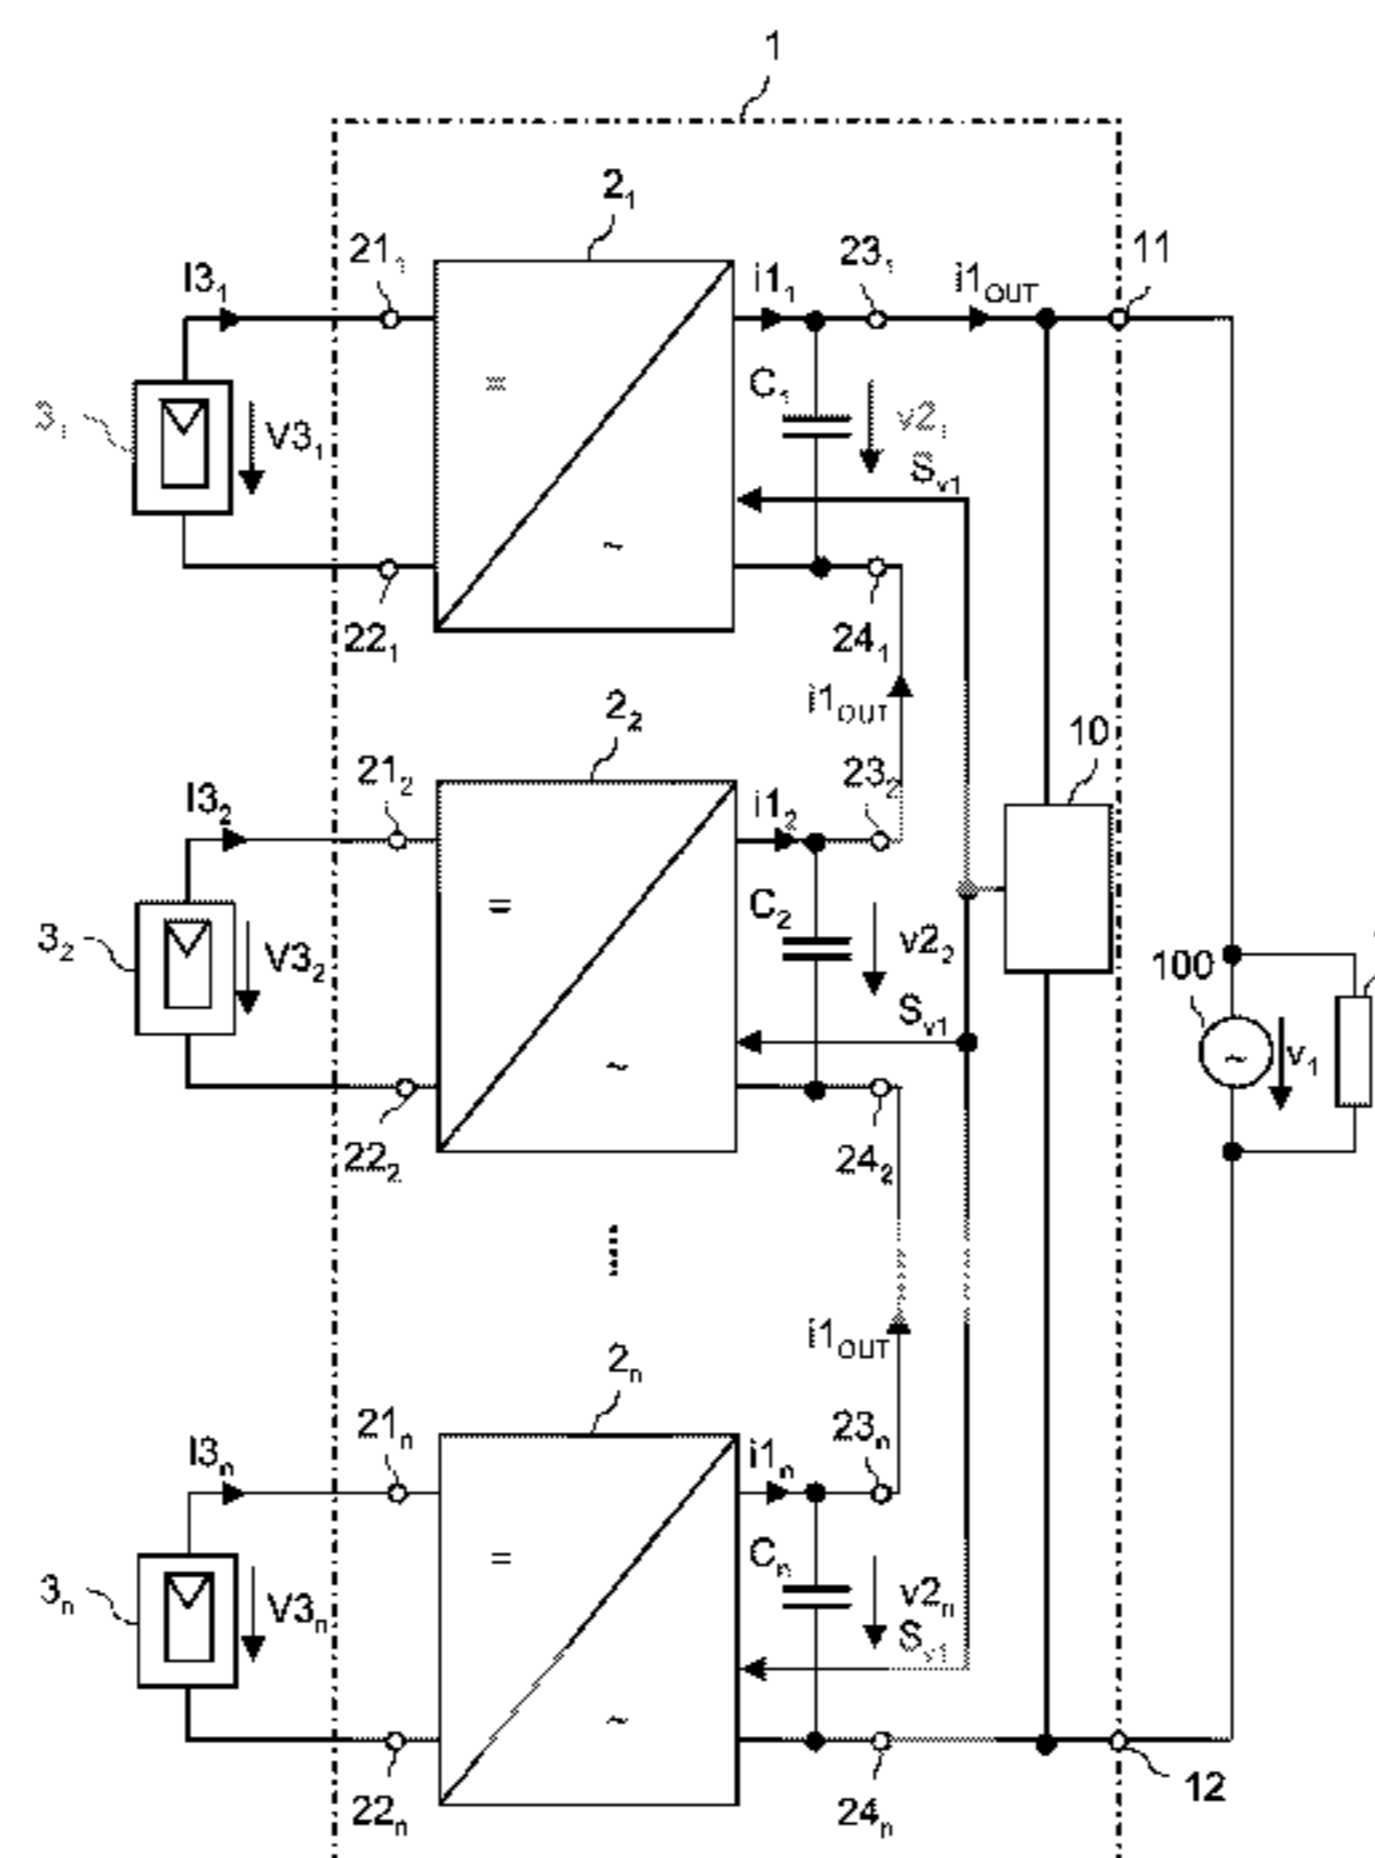 1
2₁
21₁
23₁
11
I3₁
i1₁
i1OUT
=
C₁
v2₁
3₁
V3₁
Sv1
~
22₁
24₁
i1OUT
2₂
10
21₂
23₂
I3₂
i1₂
=
C₂
v2₂
3₂
V3₂
100
Sv1
~
v₁
~
22₂
24₂
i1OUT
2n
21n
23n
I3n
i1n
=
Cn
3n
V3n
v2n
Sv1
~
12
22n
24n